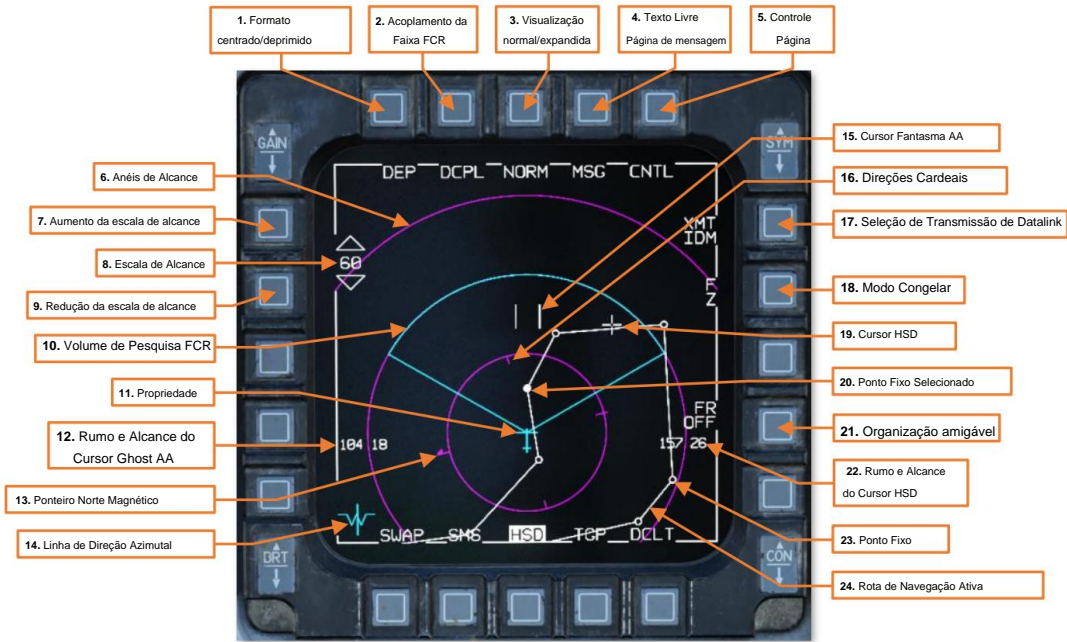 1. Formato
centrado/deprimido
2. Acoplamento da
Faixa FCR
3. Visualização
normal/expandida
4. Texto Livre
Página de mensagem
5. Controle
Página
6. Anéis de Alcance
7. Aumento da escala de alcance
8. Escala de Alcance
9. Redução da escala de alcance
10. Volume de Pesquisa FCR
11. Propriedade
12. Rumo e Alcance do
Cursor Ghost AA
13. Ponteiro Norte Magnético
14. Linha de Direção Azimutal
GAIN
SYM
BRT
CON
DEP DCPL NORM MSG CNTL
XMT
IDM
60
F
Z
FR
OFF
104 18
157 26
SWAP SMS HSD TCP DCLT
15. Cursor Fantasma AA
16. Direções Cardeais
17. Seleção de Transmissão de Datalink
18. Modo Congelar
19. Cursor HSD
20. Ponto Fixo Selecionado
21. Organização amigável
22. Rumo e Alcance
do Cursor HSD
23. Ponto Fixo
24. Rota de Navegação Ativa